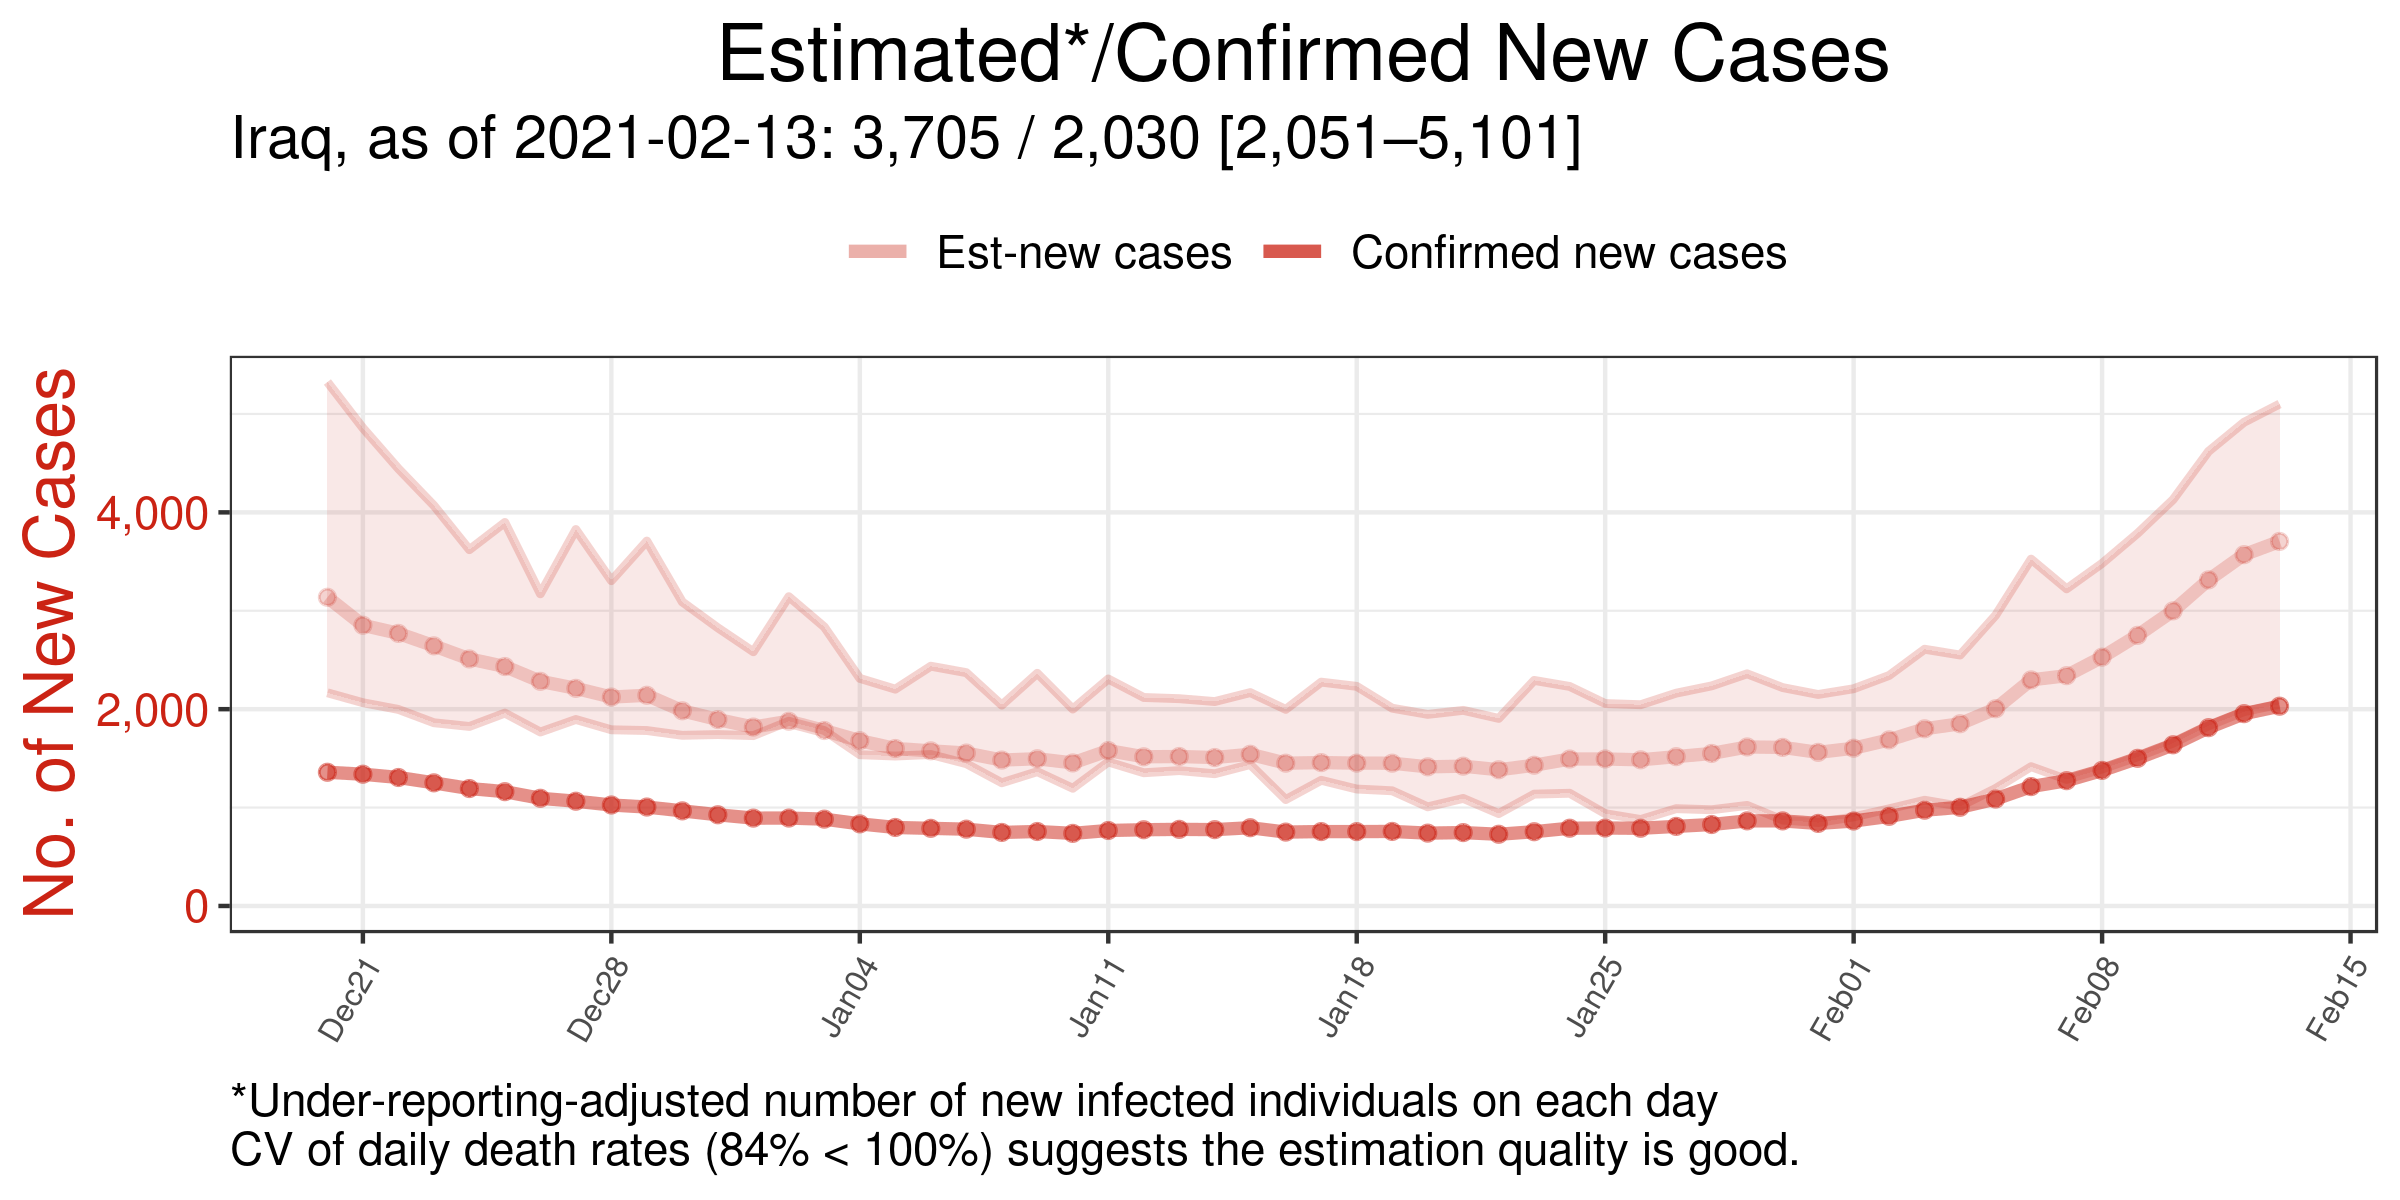 Estimated*/Confirmed New Cases
Iraq, as of 2021-02-13: 3,705 / 2,030 [2,051–5,101]
Est-new cases
Confirmed new cases
No. of New Cases
4,000
2,000
0
Dec21
Dec28
Jan04
Jan11
Jan18
Jan25
Feb01
Feb08
Feb15
*Under-reporting-adjusted number of new infected individuals on each day
CV of daily death rates (84% < 100%) suggests the estimation quality is good.